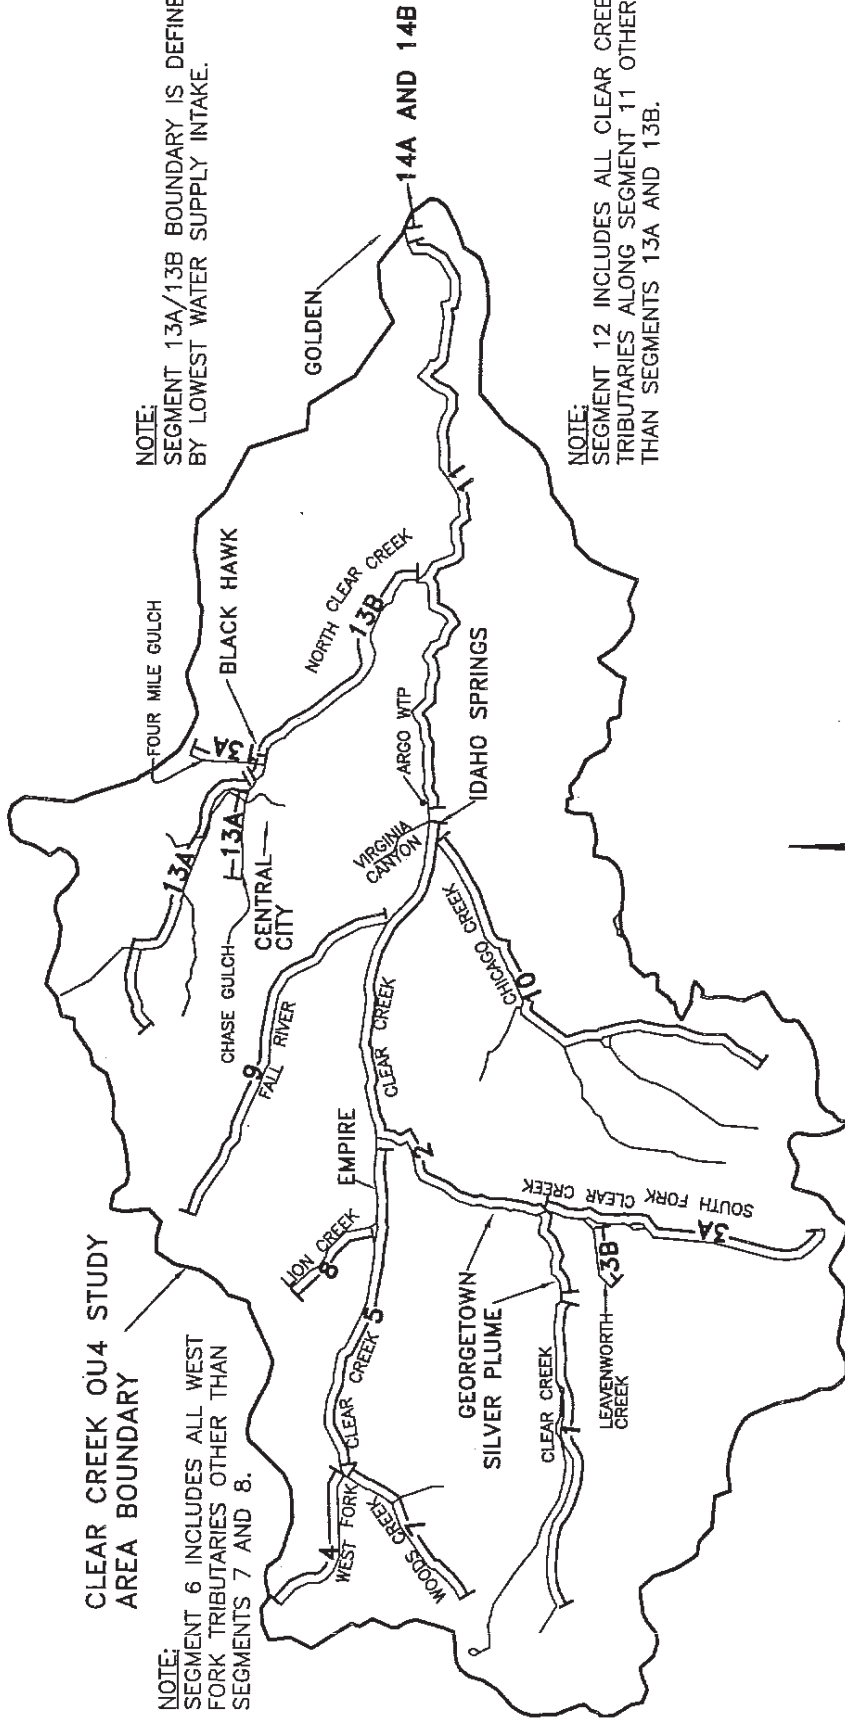 CLEAR CREEK OU4 STUDY
AREA BOUNDARY
NOTE:
SEGMENT 6 INCLUDES ALL WEST
FORK TRIBUTARIES OTHER THAN
SEGMENTS 7 AND 8.
NOTE:
SEGMENT 13A/13B BOUNDARY IS DEFINE
BY LOWEST WATER SUPPLY INTAKE.
FOUR MILE GULCH
BLACK HAWK
3A
13A
13A
CHASE GULCH
CENTRAL
CITY
NORTH CLEAR CREEK
13B
GOLDEN
14A AND 14B
9
FALL RIVER
LION CREEK
8
EMPIRE
VIRGINIA
CANYON
ARGO WTP
11
4
WEST FORK
CLEAR CREEK
5
CLEAR CREEK
2
IDAHO SPRINGS
WOODS CREEK
7
GEORGETOWN
SILVER PLUME
CHICAGO CREEK
10
CLEAR CREEK
1
SOUTH FORK CLEAR CREEK
3A
3B
LEAVENWORTH
CREEK
NOTE:
SEGMENT 12 INCLUDES ALL CLEAR CREE
TRIBUTARIES ALONG SEGMENT 11 OTHER
THAN SEGMENTS 13A AND 13B.